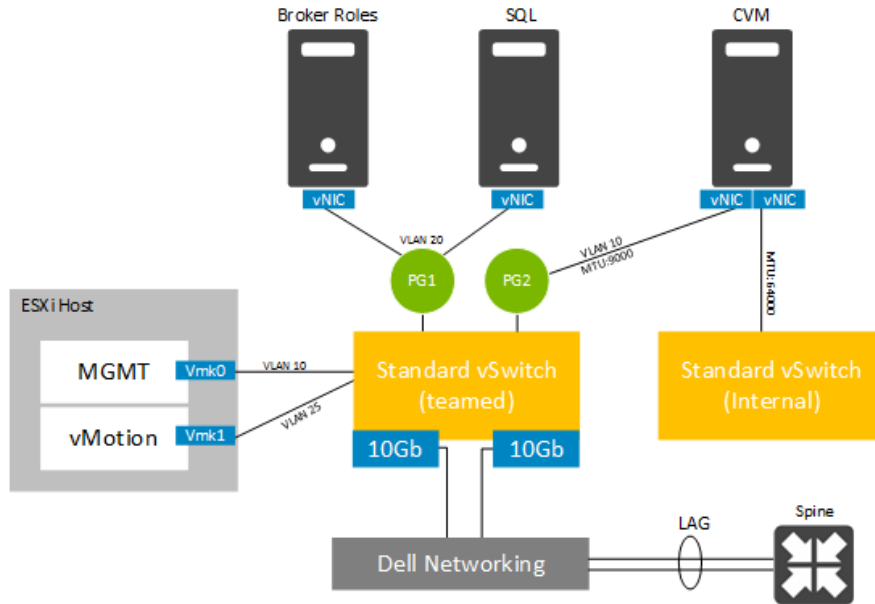 Broker Roles
SQL
CVM
vNIC
vNIC
vNIC
vNIC
VLAN 20
VLAN 10
MTU:9000
MTU:64000
PG1
PG2
ESXi Host
MGMT
Vmk0
VLAN 10
vMotion
Vmk1
VLAN 25
Standard vSwitch
(teamed)
Standard vSwitch
(Internal)
10Gb
10Gb
Dell Networking
LAG
Spine